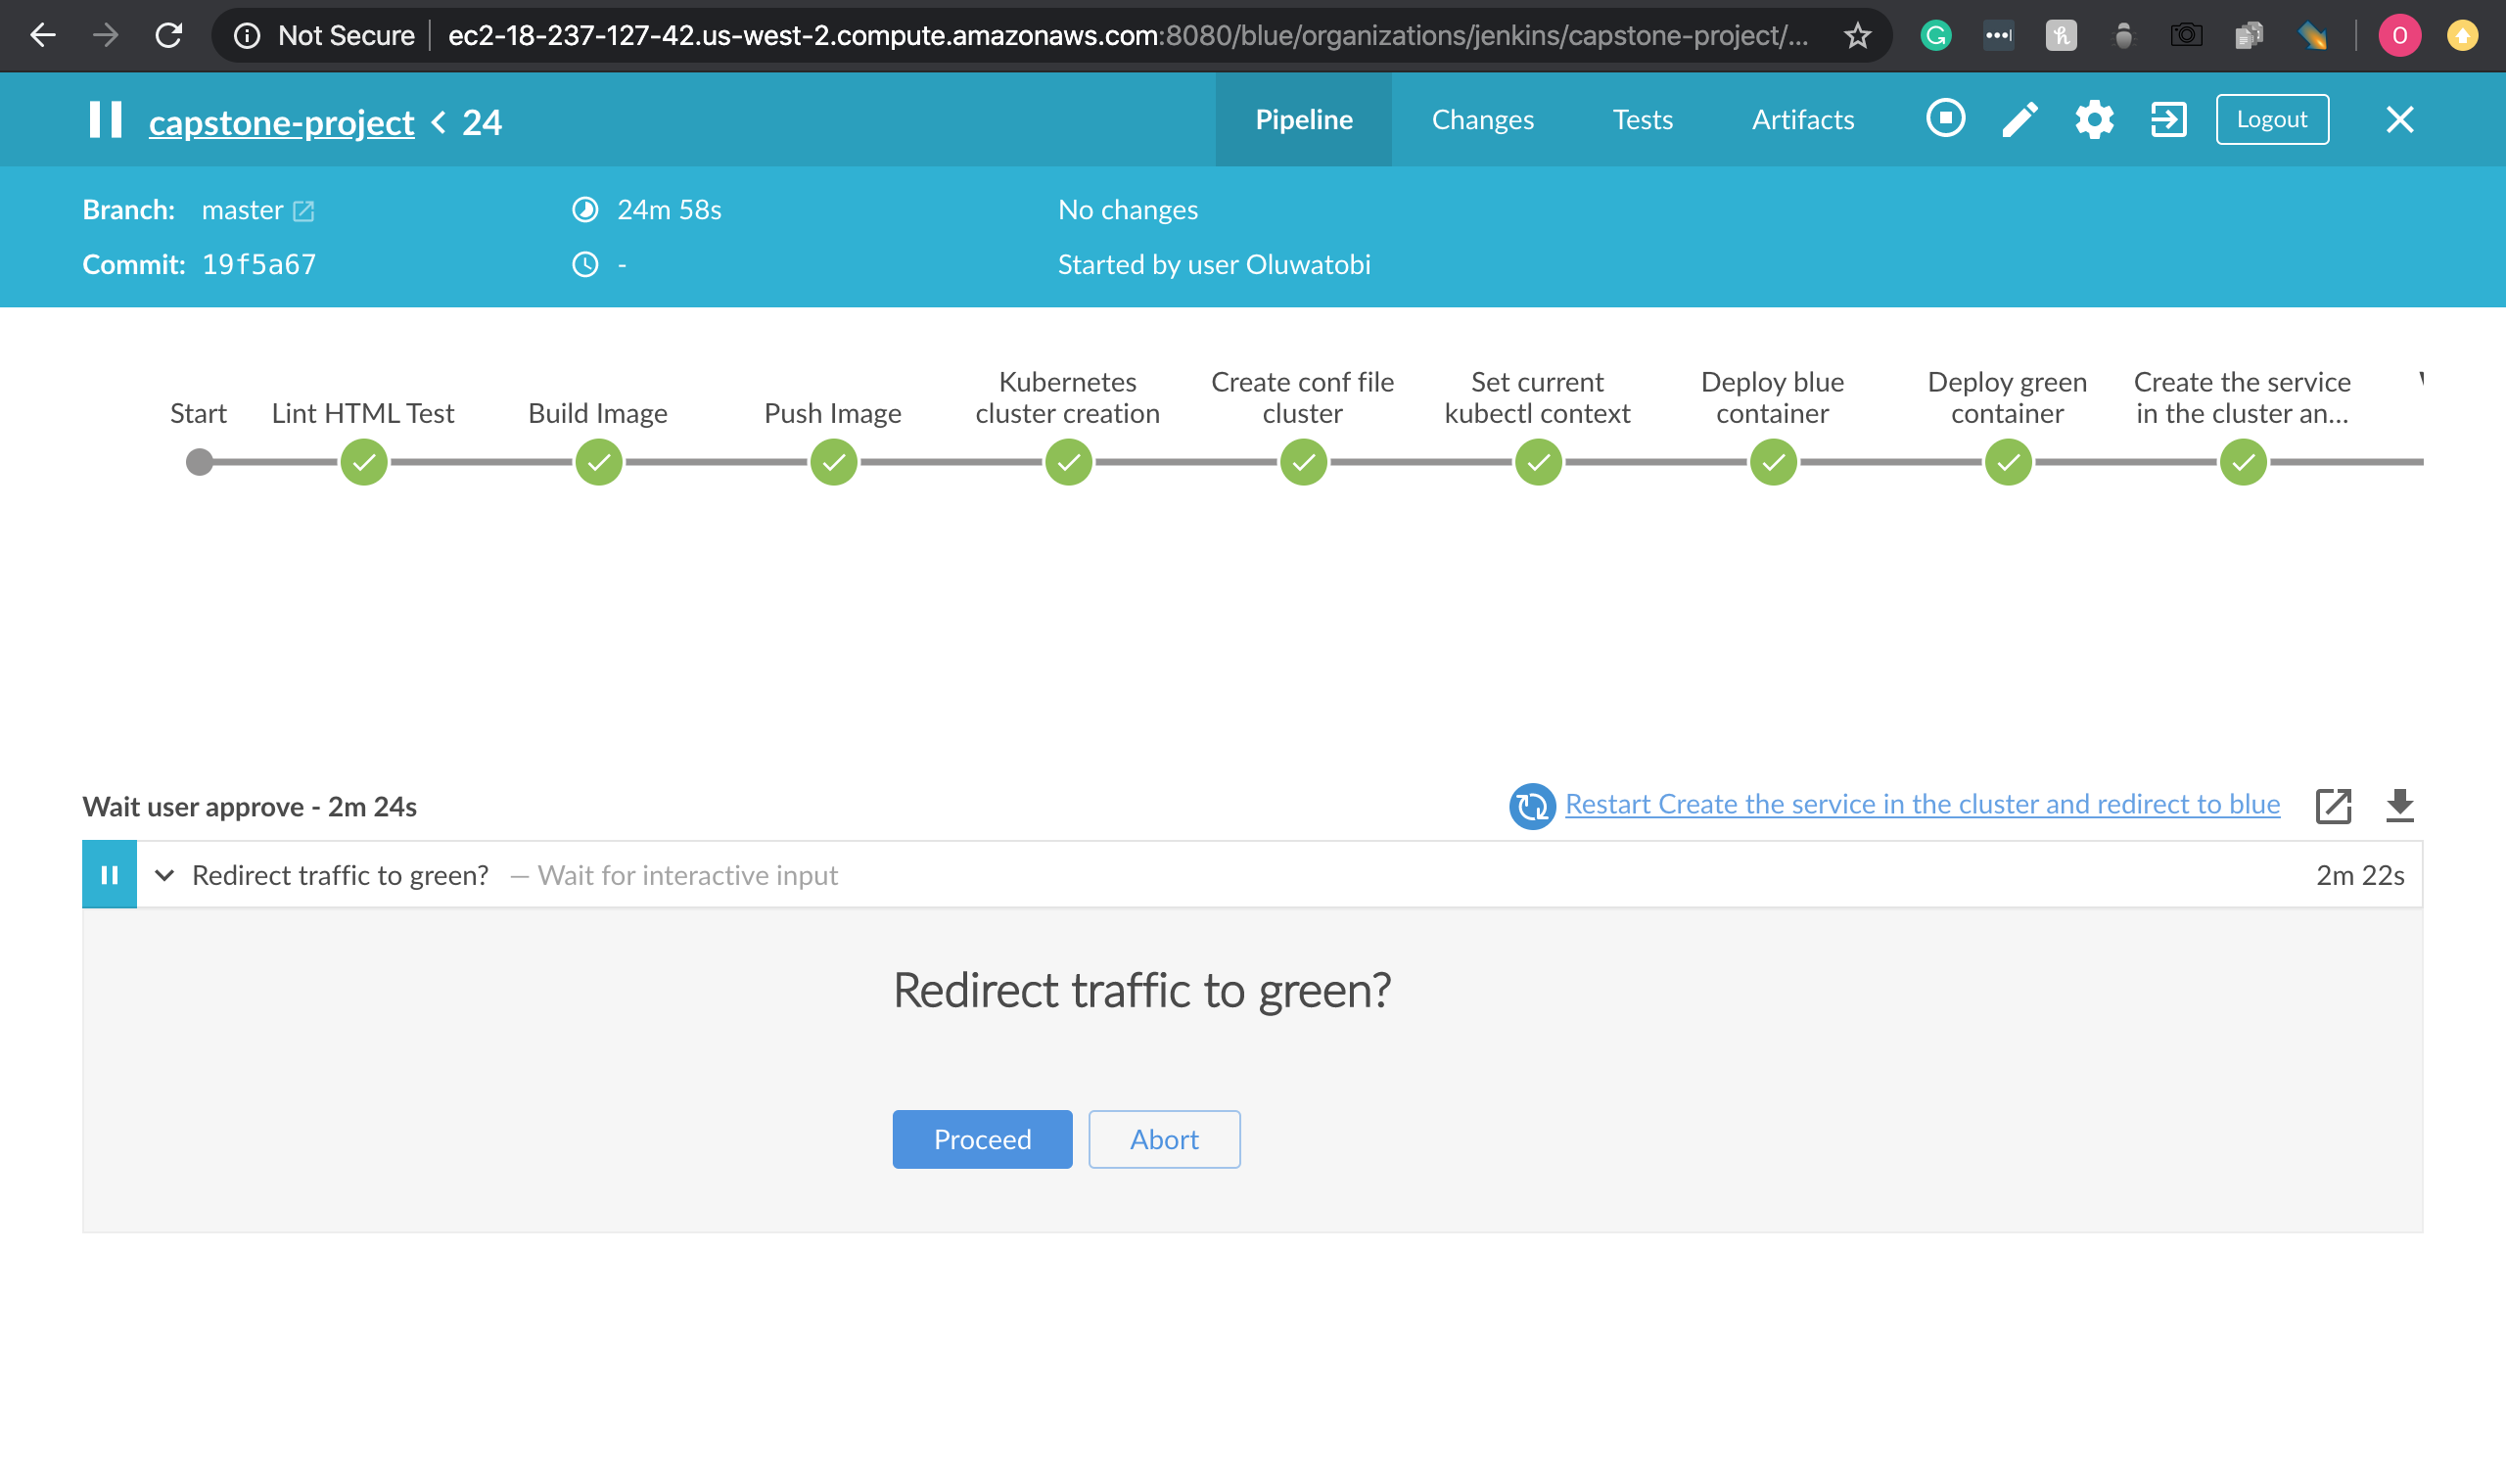 Not Secure | ec2-18-237-127-42.us-west-2.compute.amazonaws.com:8080/blue/organizations/jenkins/capstone-project/...
O
capstone-project < 24
Pipeline
Changes
Tests
Artifacts
Logout
Branch: master
24m 58s
No changes
Commit: 19f5a67
-
Started by user Oluwatobi
Start
Lint HTML Test
Build Image
Push Image
Kubernetes
cluster creation
Create conf file
cluster
Set current
kubectl context
Deploy blue
container
Deploy green
container
Create the service
in the cluster an...
Wait user approve - 2m 24s
Restart Create the service in the cluster and redirect to blue
Redirect traffic to green? — Wait for interactive input
2m 22s
Redirect traffic to green?
Proceed
Abort